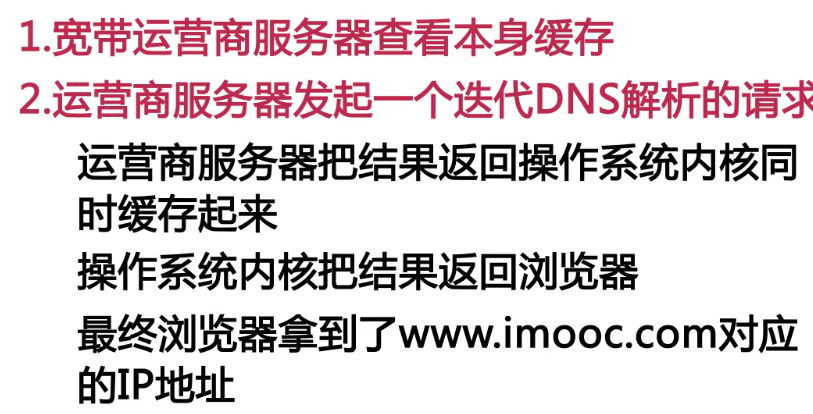 1.宽带运营商服务器查看本身缓存
2.运营商服务器发起一个迭代DNS解析的请求
运营商服务器把结果返回操作系统内核同
时缓存起来
操作系统内核把结果返回浏览器
最终浏览器拿到了www.imooc.com对应
的IP地址